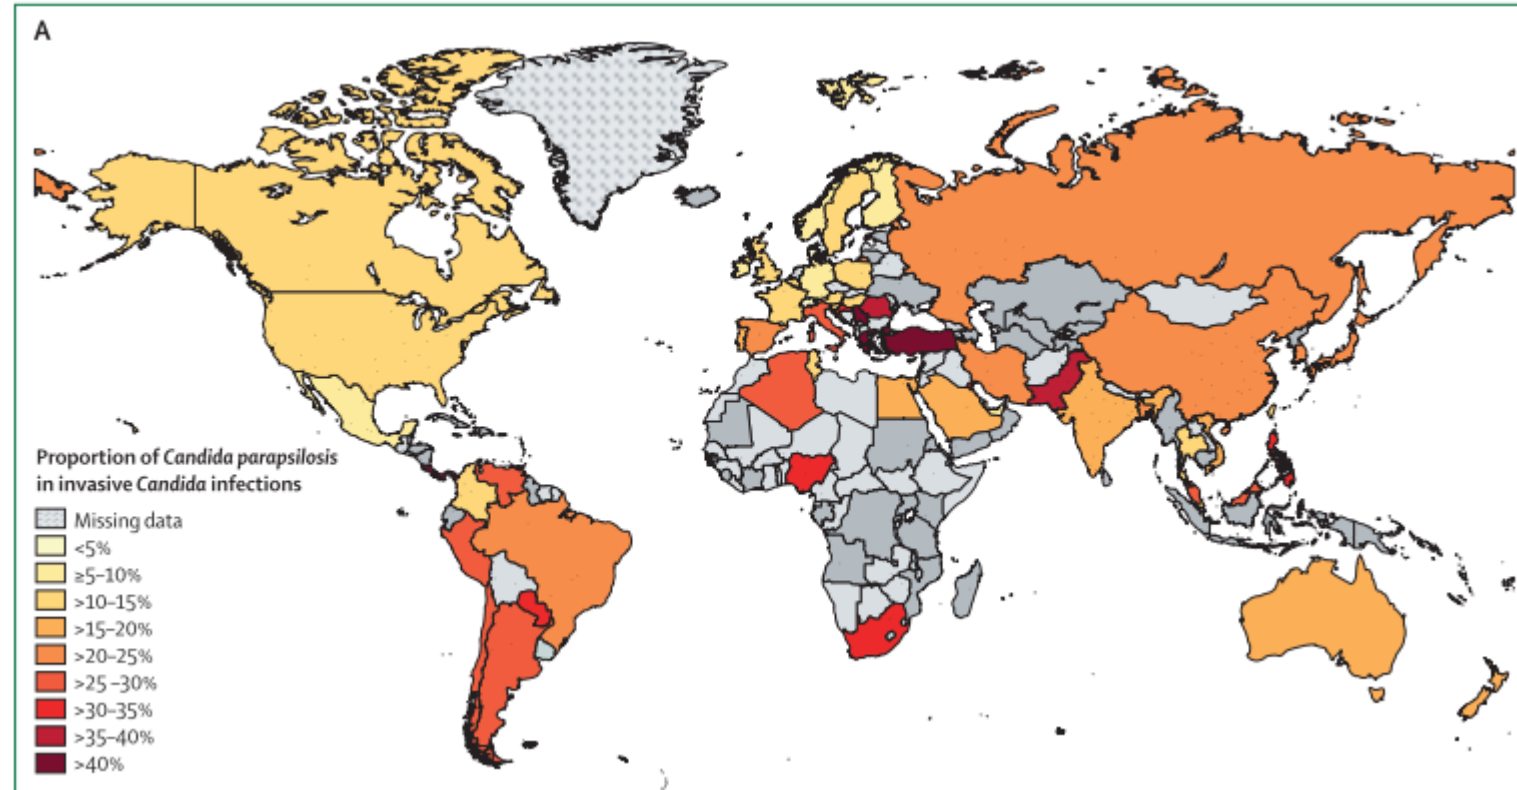 A
Proportion of Candida parapsilosis
in invasive Candida infections
Missing data
<5%
≥5–10%
>10–15%
>15–20%
>20–25%
>25–30%
>30–35%
>35–40%
>40%